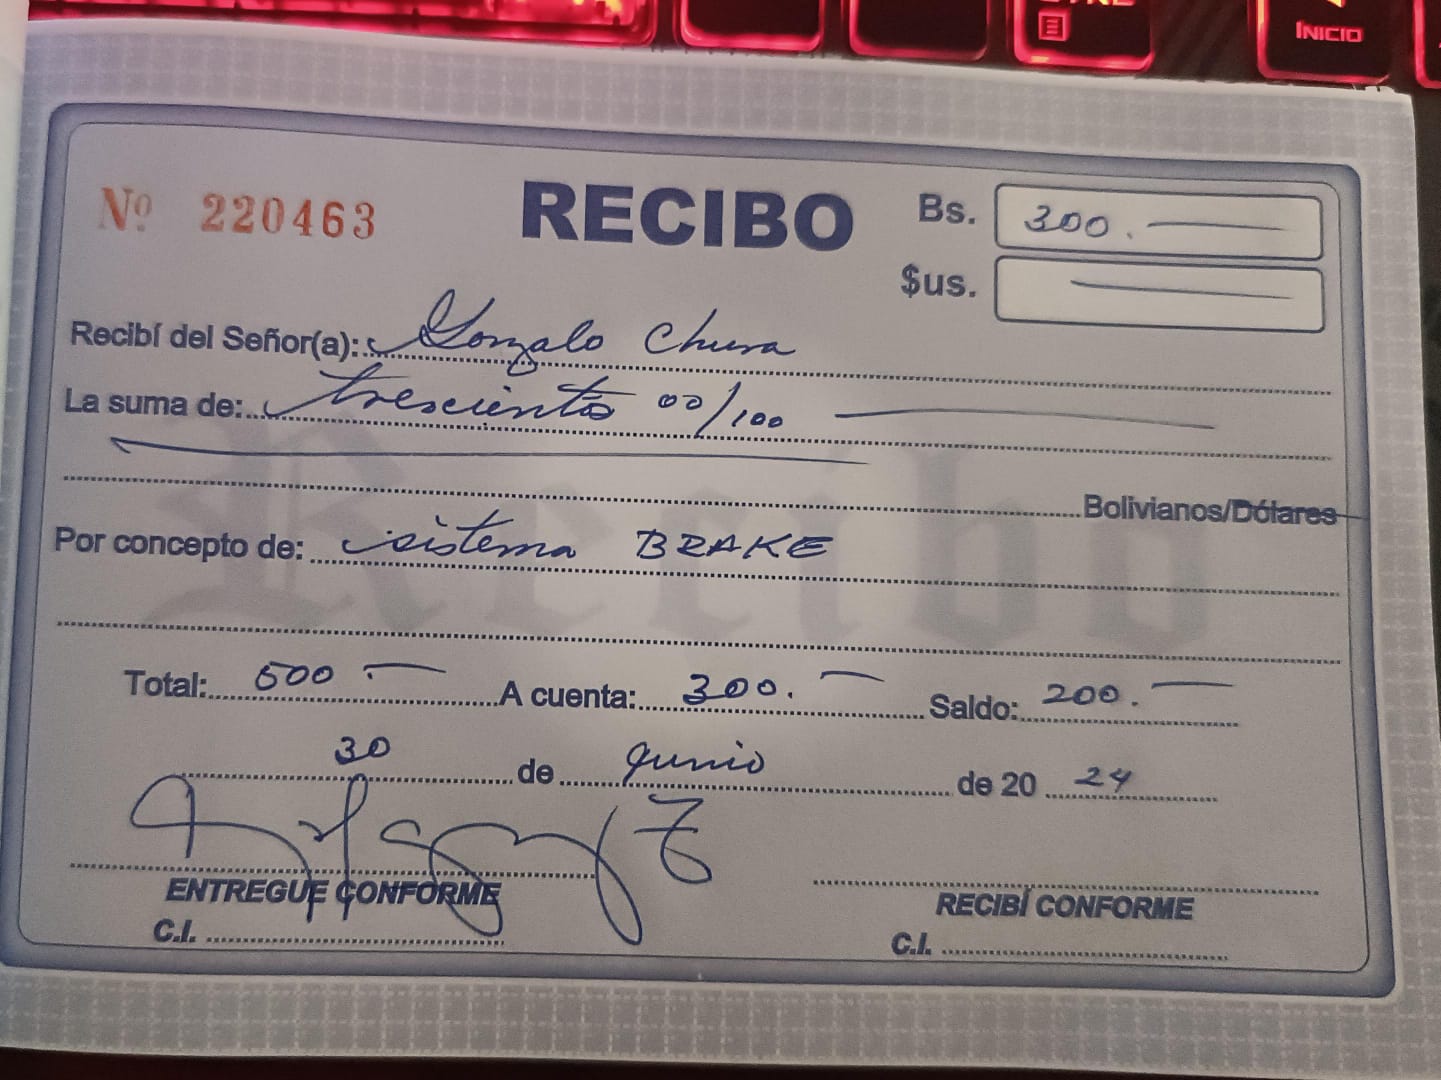 INICIO
Nº 220463 RECIBO Bs. 300.
$us.
Recibí del Señor(a): Gonzalo Chura
La suma de: trescientos 00/100
Bolivianos/Dólares
Por concepto de: sistema BRAKE
Total: 500 A cuenta: 300. Saldo: 200.
30 de junio de 20 24
ENTREGUE CONFORME RECIBÍ CONFORME
C.I. C.I.
Recibo